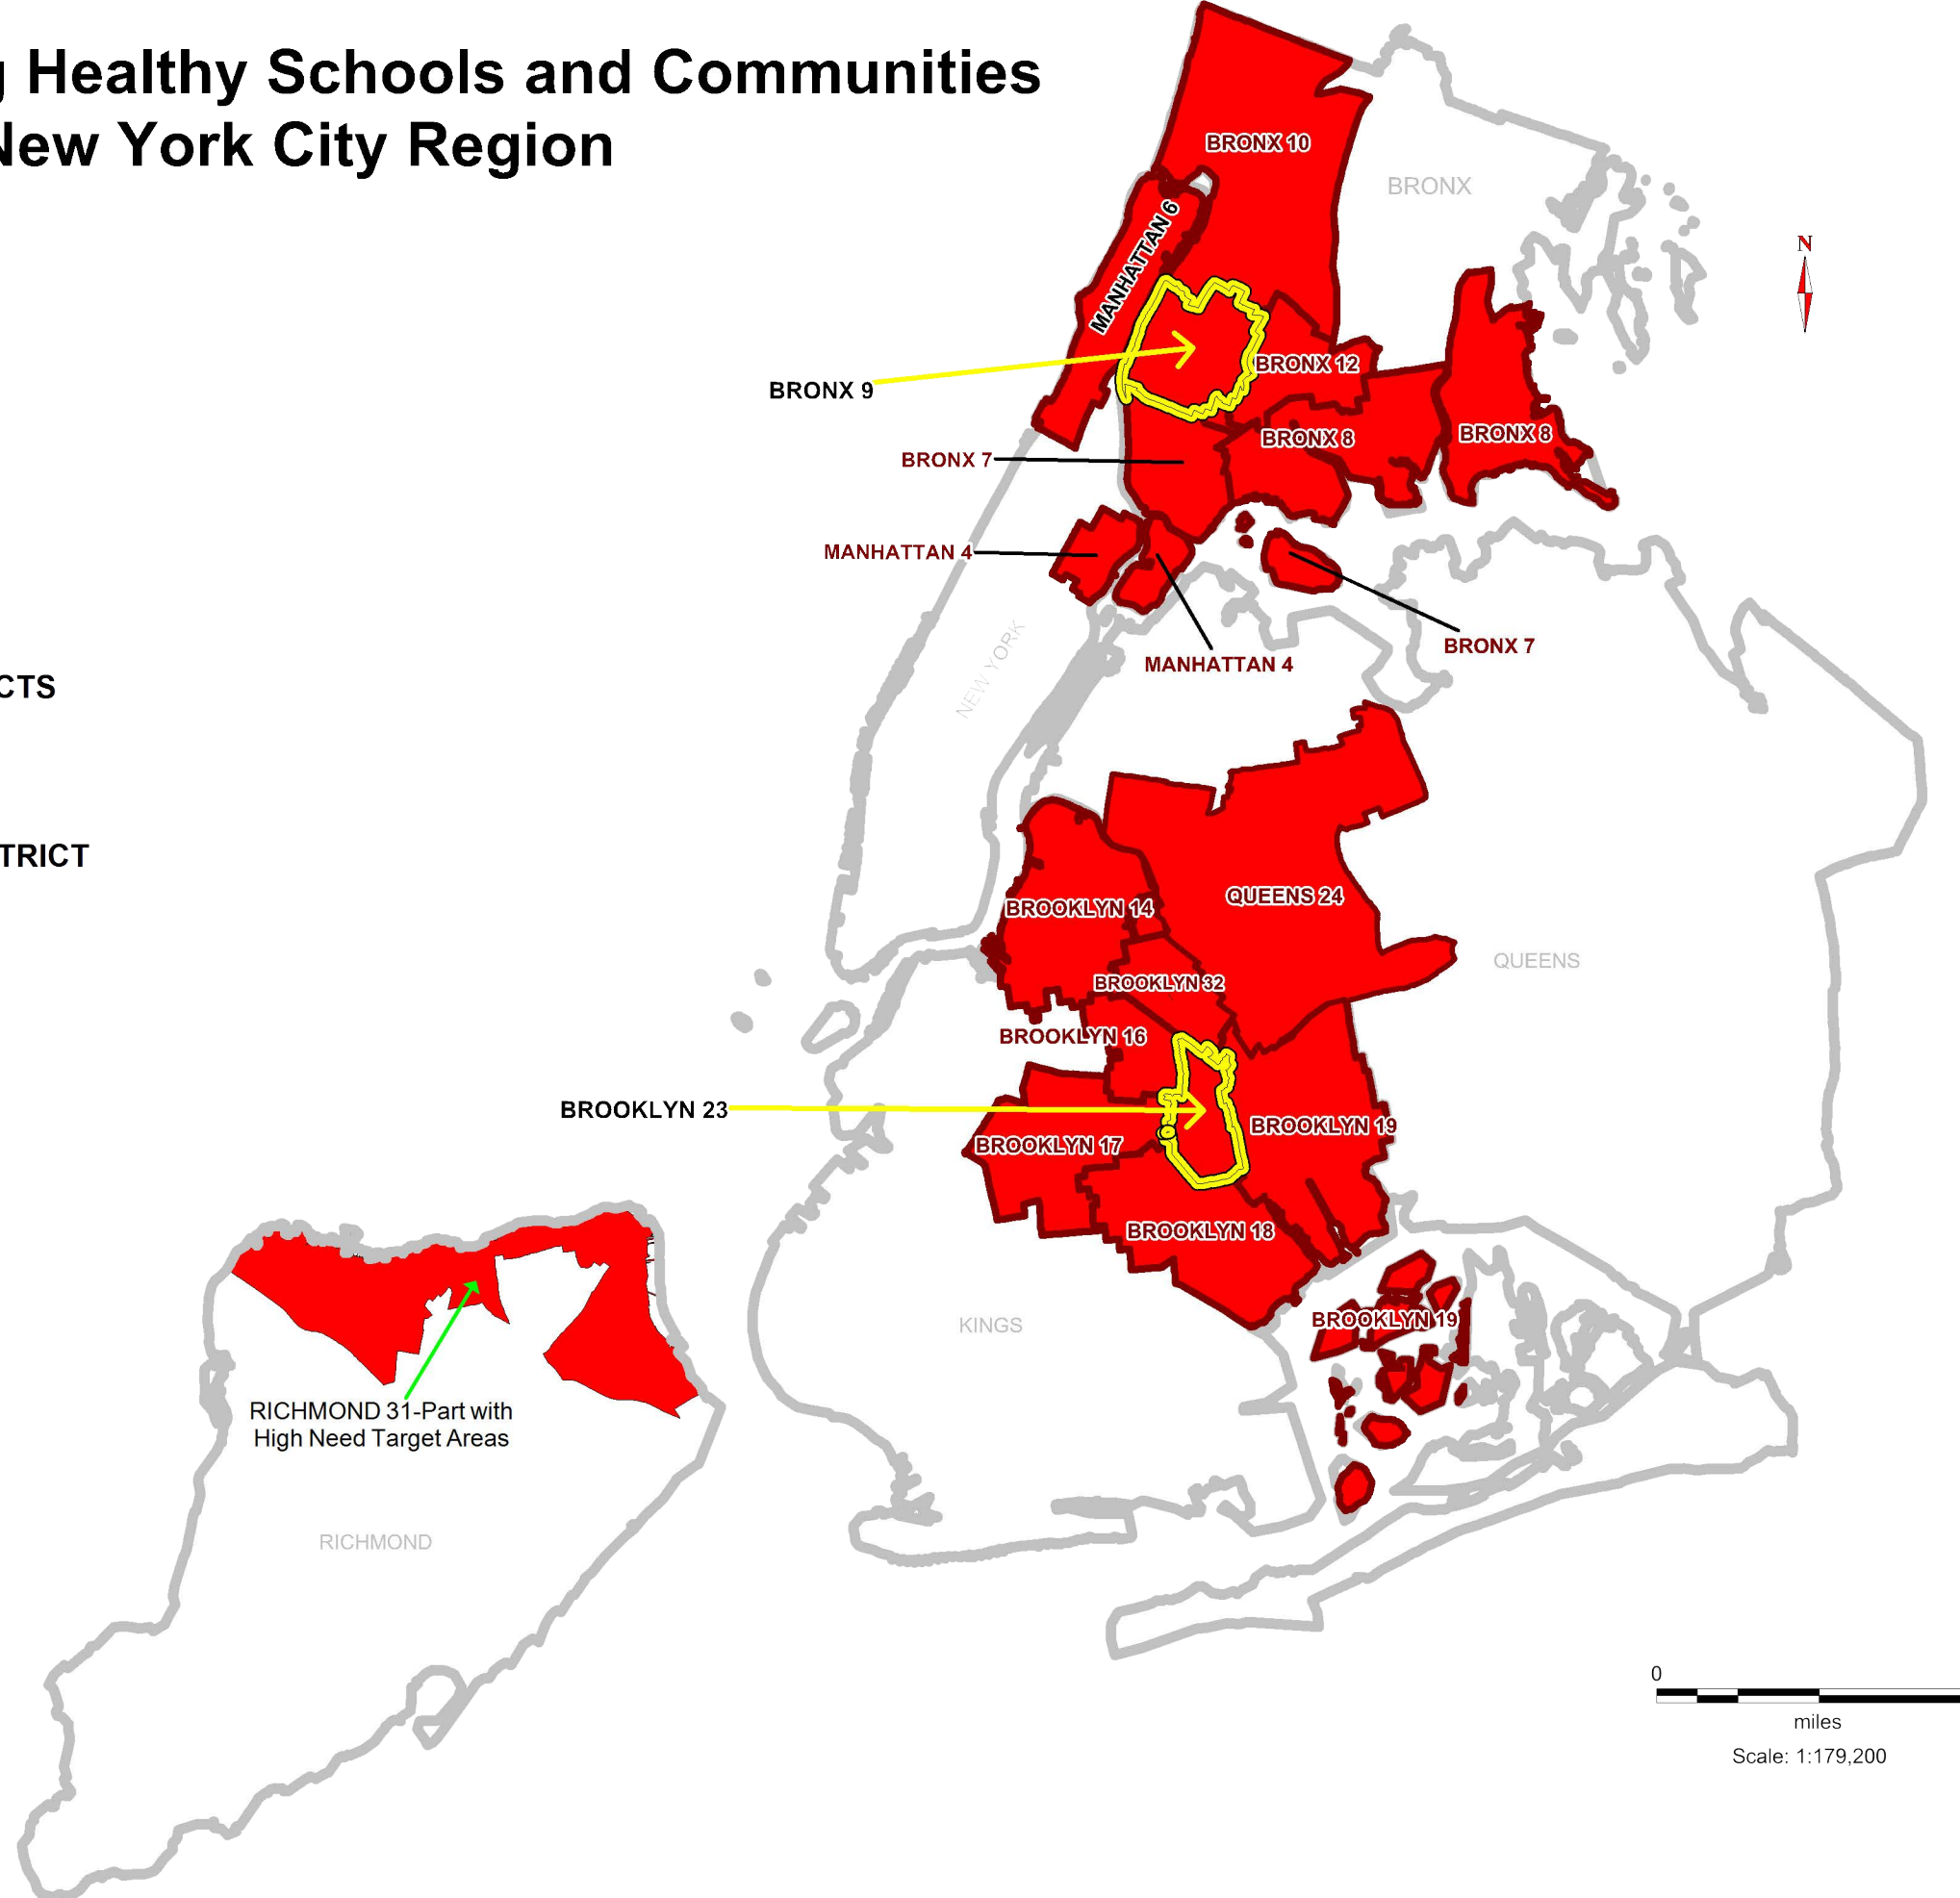 g Healthy Schools and Communities
New York City Region
BRONX 10
BRONX
MANHATTAN 6
N
BRONX 9
BRONX 12
BRONX 8
BRONX 8
BRONX 7
MANHATTAN 4
NEW YORK
MANHATTAN 4
BRONX 7
CTS
TRICT
QUEENS 24
BROOKLYN 14
QUEENS
BROOKLYN 32
BROOKLYN 16
BROOKLYN 23
BROOKLYN 19
BROOKLYN 17
BROOKLYN 18
BROOKLYN 19
KINGS
RICHMOND 31-Part with
High Need Target Areas
RICHMOND
0
miles
Scale: 1:179,200